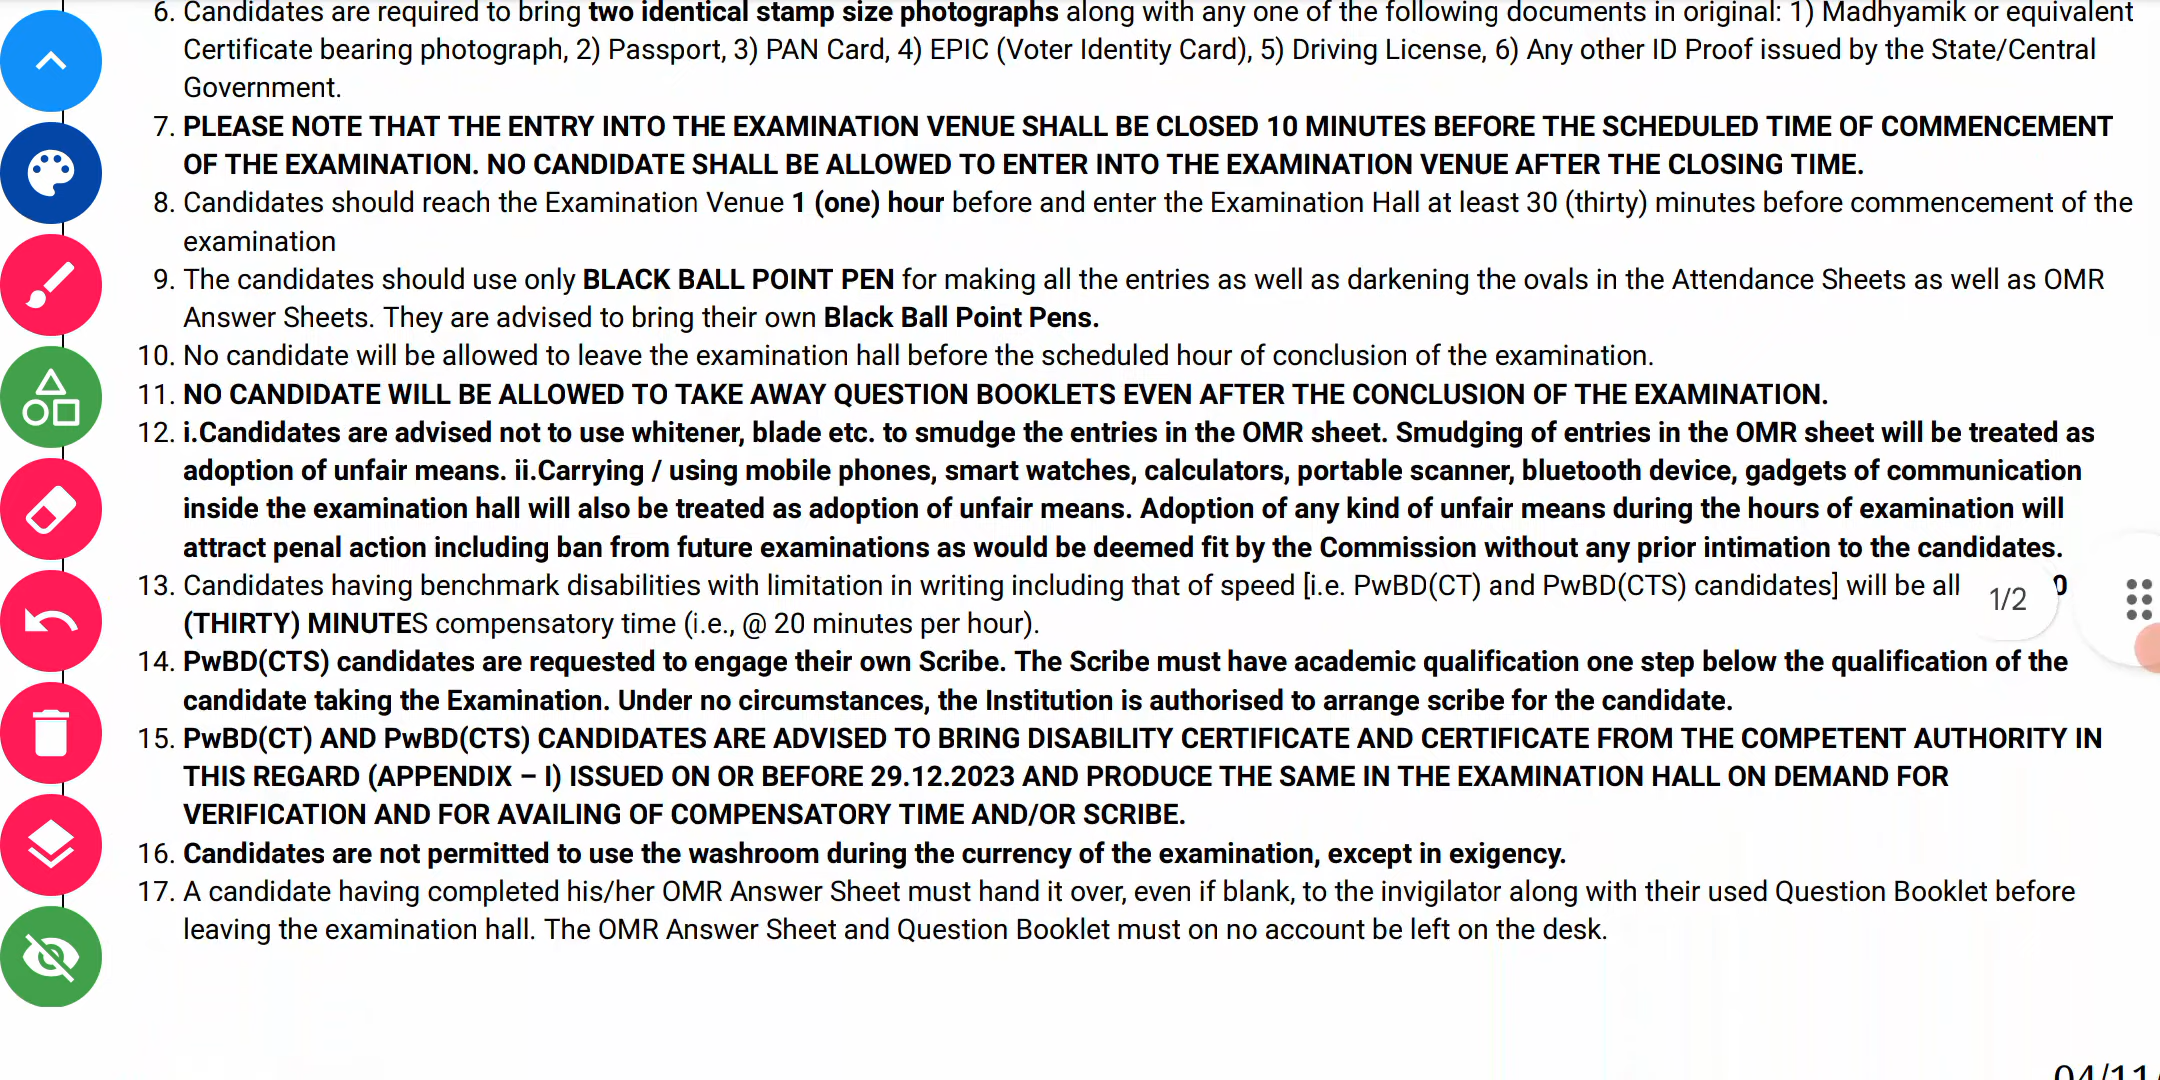 6. Candidates are required to bring two identical stamp size photographs along with any one of the following documents in original: 1) Madhyamik or equivalent
Certificate bearing photograph, 2) Passport, 3) PAN Card, 4) EPIC (Voter Identity Card), 5) Driving License, 6) Any other ID Proof issued by the State/Central
Government.
7. PLEASE NOTE THAT THE ENTRY INTO THE EXAMINATION VENUE SHALL BE CLOSED 10 MINUTES BEFORE THE SCHEDULED TIME OF COMMENCEMENT
OF THE EXAMINATION. NO CANDIDATE SHALL BE ALLOWED TO ENTER INTO THE EXAMINATION VENUE AFTER THE CLOSING TIME.
8. Candidates should reach the Examination Venue 1 (one) hour before and enter the Examination Hall at least 30 (thirty) minutes before commencement of the
examination
9. The candidates should use only BLACK BALL POINT PEN for making all the entries as well as darkening the ovals in the Attendance Sheets as well as OMR
Answer Sheets. They are advised to bring their own Black Ball Point Pens.
10. No candidate will be allowed to leave the examination hall before the scheduled hour of conclusion of the examination.
11. NO CANDIDATE WILL BE ALLOWED TO TAKE AWAY QUESTION BOOKLETS EVEN AFTER THE CONCLUSION OF THE EXAMINATION.
12. i.Candidates are advised not to use whitener, blade etc. to smudge the entries in the OMR sheet. Smudging of entries in the OMR sheet will be treated as
adoption of unfair means. ii.Carrying / using mobile phones, smart watches, calculators, portable scanner, bluetooth device, gadgets of communication
inside the examination hall will also be treated as adoption of unfair means. Adoption of any kind of unfair means during the hours of examination will
attract penal action including ban from future examinations as would be deemed fit by the Commission without any prior intimation to the candidates.
13. Candidates having benchmark disabilities with limitation in writing including that of speed [i.e. PwBD(CT) and PwBD(CTS) candidates] will be all 1/2 0
(THIRTY) MINUTES compensatory time (i.e., @ 20 minutes per hour).
14. PwBD(CTS) candidates are requested to engage their own Scribe. The Scribe must have academic qualification one step below the qualification of the
candidate taking the Examination. Under no circumstances, the Institution is authorised to arrange scribe for the candidate.
15. PwBD(CT) AND PwBD(CTS) CANDIDATES ARE ADVISED TO BRING DISABILITY CERTIFICATE AND CERTIFICATE FROM THE COMPETENT AUTHORITY IN
THIS REGARD (APPENDIX – I) ISSUED ON OR BEFORE 29.12.2023 AND PRODUCE THE SAME IN THE EXAMINATION HALL ON DEMAND FOR
VERIFICATION AND FOR AVAILING OF COMPENSATORY TIME AND/OR SCRIBE.
16. Candidates are not permitted to use the washroom during the currency of the examination, except in exigency.
17. A candidate having completed his/her OMR Answer Sheet must hand it over, even if blank, to the invigilator along with their used Question Booklet before
leaving the examination hall. The OMR Answer Sheet and Question Booklet must on no account be left on the desk.
04/11/